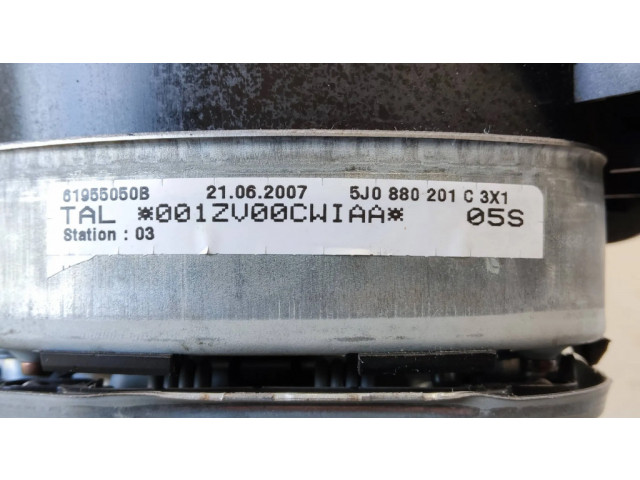 61955050B 21.06.2007 5J0 880 201 C 3X1
TAL *001ZV00CWIAA* 05S
Station : 03